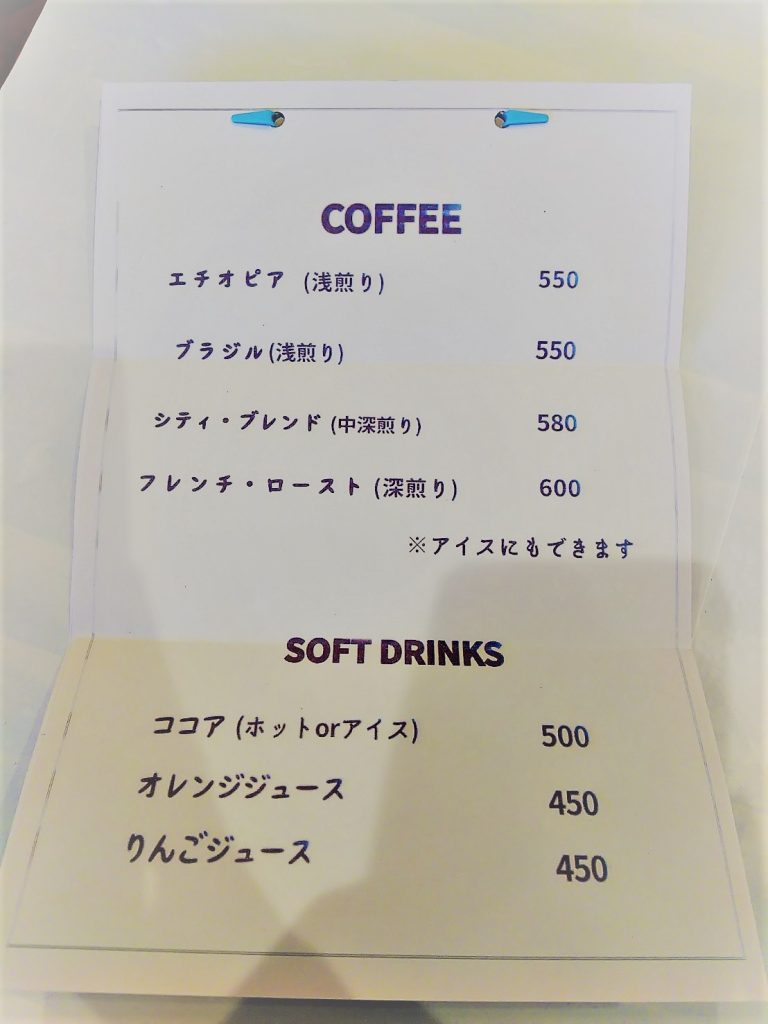 COFFEE
エチオピア (浅煎り) 550
ブラジル(浅煎り) 550
シティ・ブレンド (中深煎り) 580
フレンチ・ロースト (深煎り) 600
※アイスにもできます
SOFT DRINKS
ココア (ホットorアイス) 500
オレンジジュース 450
りんごジュース 450